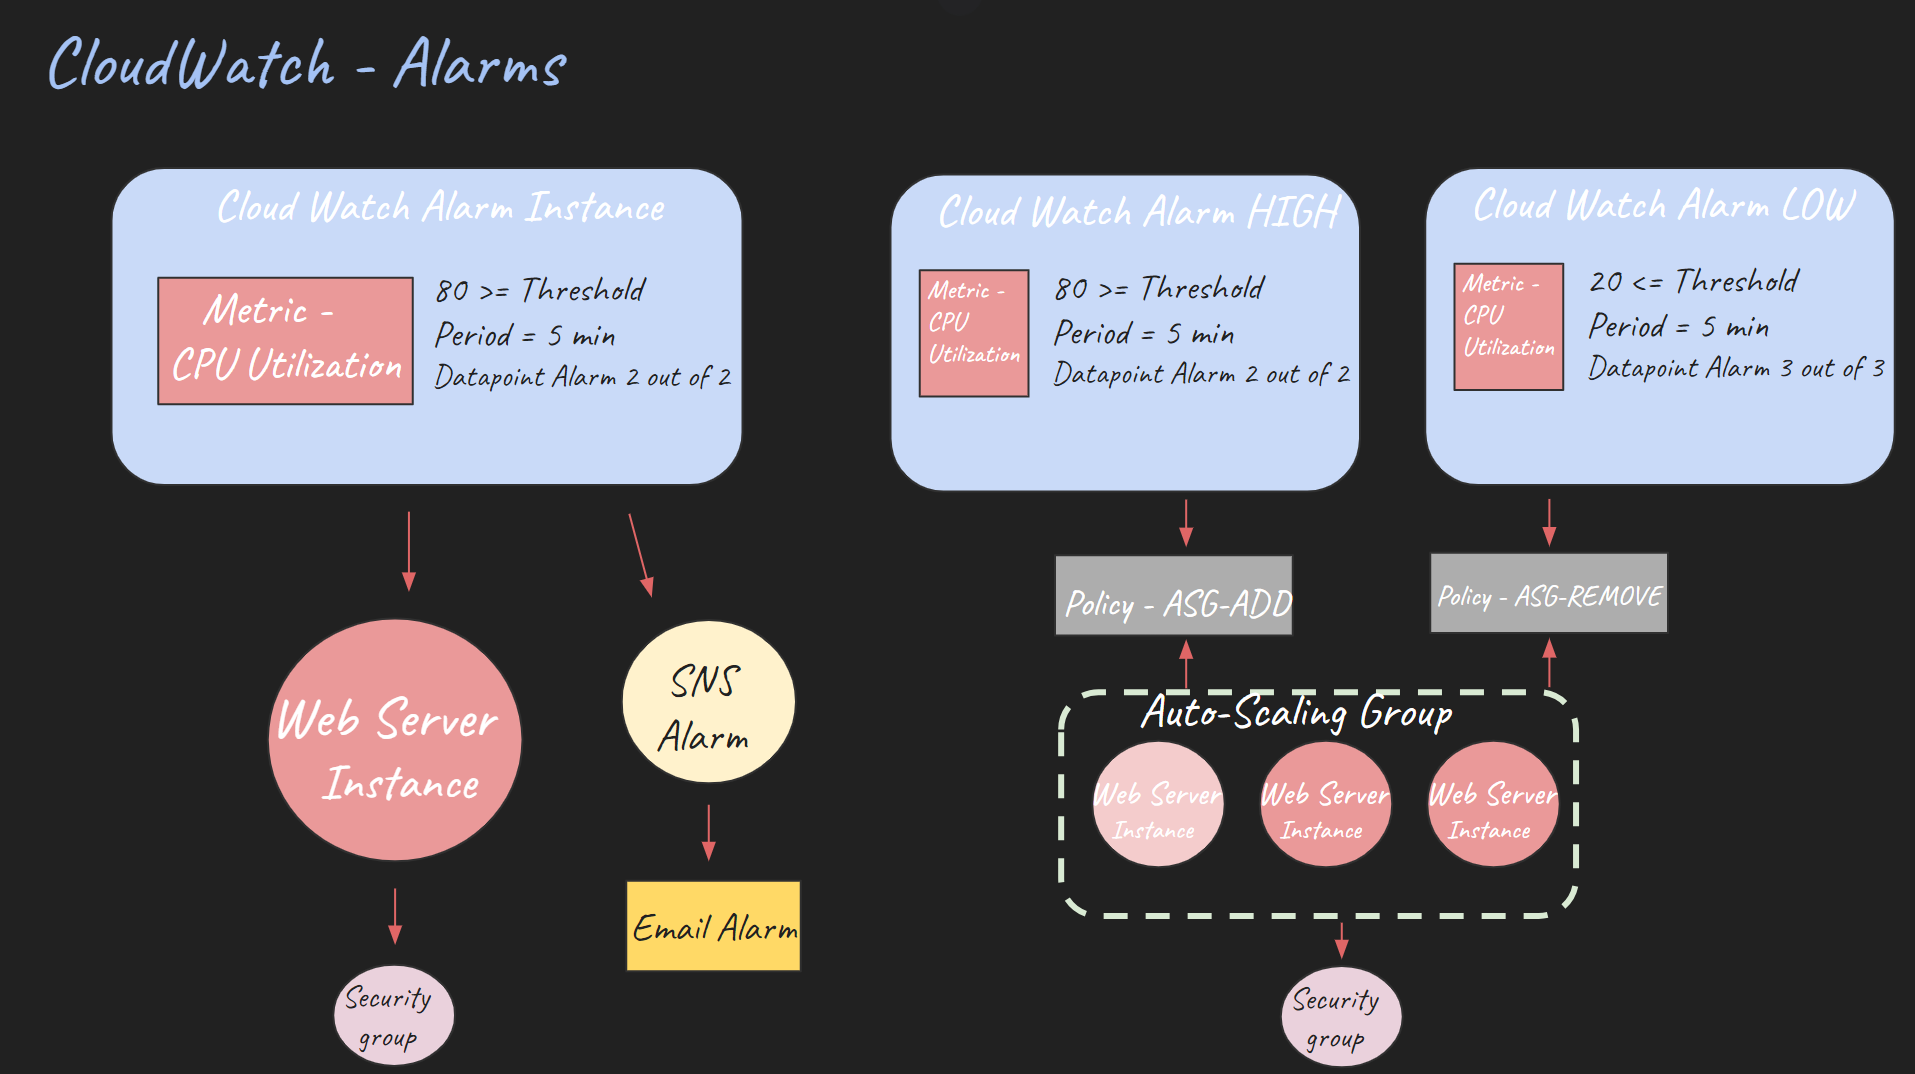 CloudWatch - Alarms
Cloud Watch Alarm Instance
Metric -
CPU Utilization
80 >= Threshold
Period = 5 min
Datapoint Alarm 2 out of 2
Cloud Watch Alarm HIGH
Metric -
CPU
Utilization
80 >= Threshold
Period = 5 min
Datapoint Alarm 2 out of 2
Cloud Watch Alarm LOW
Metric -
CPU
Utilization
20 <= Threshold
Period = 5 min
Datapoint Alarm 3 out of 3
Web Server
Instance
SNS
Alarm
Email Alarm
Security
group
Policy - ASG-ADD
Policy - ASG-REMOVE
Auto-Scaling Group
Web Server
Instance
Web Server
Instance
Web Server
Instance
Security
group